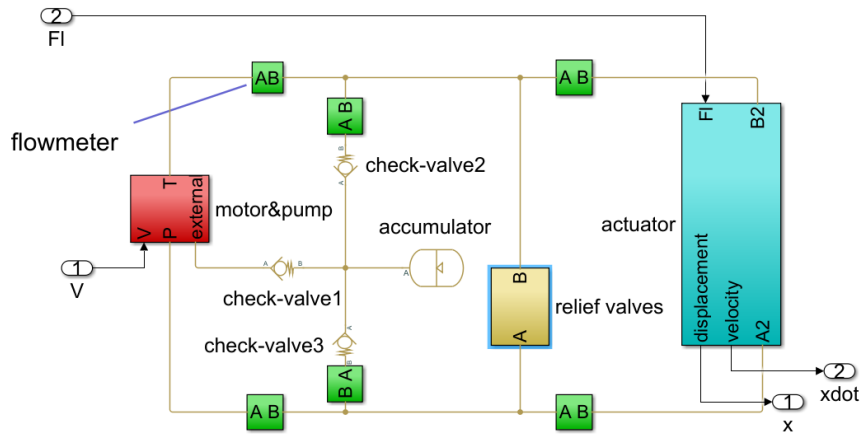 2
Fl
AB
A B
A B
flowmeter
B
check-valve2
A
Fl
B2
T
external
motor&pump
V
P
accumulator
actuator
1
V
A
B
check-valve1
A
B
relief valves
displacement
velocity
A2
A
check-valve3
B
A
B A
2
xdot
A B
A B
1
x